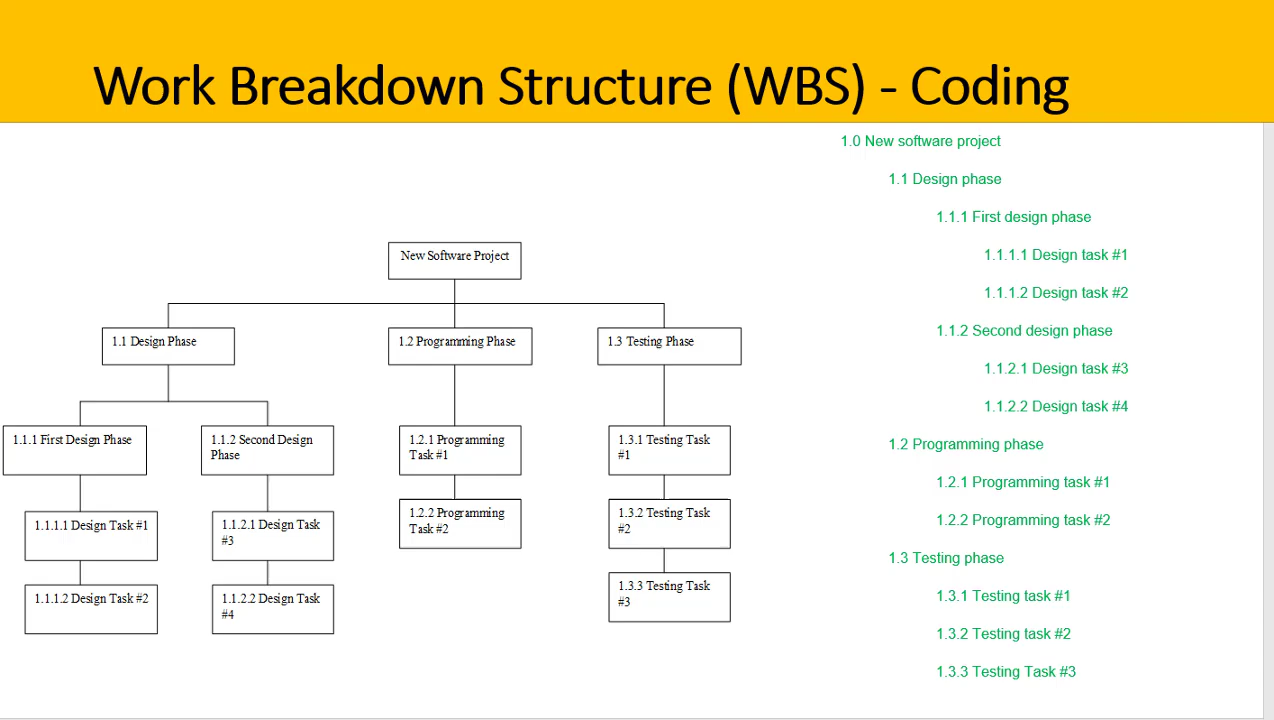 Work Breakdown Structure (WBS) - Coding
New Software Project
1.1 Design Phase
1.2 Programming Phase
1.3 Testing Phase
1.1.1 First Design Phase
1.1.2 Second Design
Phase
1.2.1 Programming
Task #1
1.3.1 Testing Task
#1
1.1.1.1 Design Task #1
1.1.2.1 Design Task
#3
1.2.2 Programming
Task #2
1.3.2 Testing Task
#2
1.1.1.2 Design Task #2
1.1.2.2 Design Task
#4
1.3.3 Testing Task
#3
1.0 New software project
1.1 Design phase
1.1.1 First design phase
1.1.1.1 Design task #1
1.1.1.2 Design task #2
1.1.2 Second design phase
1.1.2.1 Design task #3
1.1.2.2 Design task #4
1.2 Programming phase
1.2.1 Programming task #1
1.2.2 Programming task #2
1.3 Testing phase
1.3.1 Testing task #1
1.3.2 Testing task #2
1.3.3 Testing Task #3